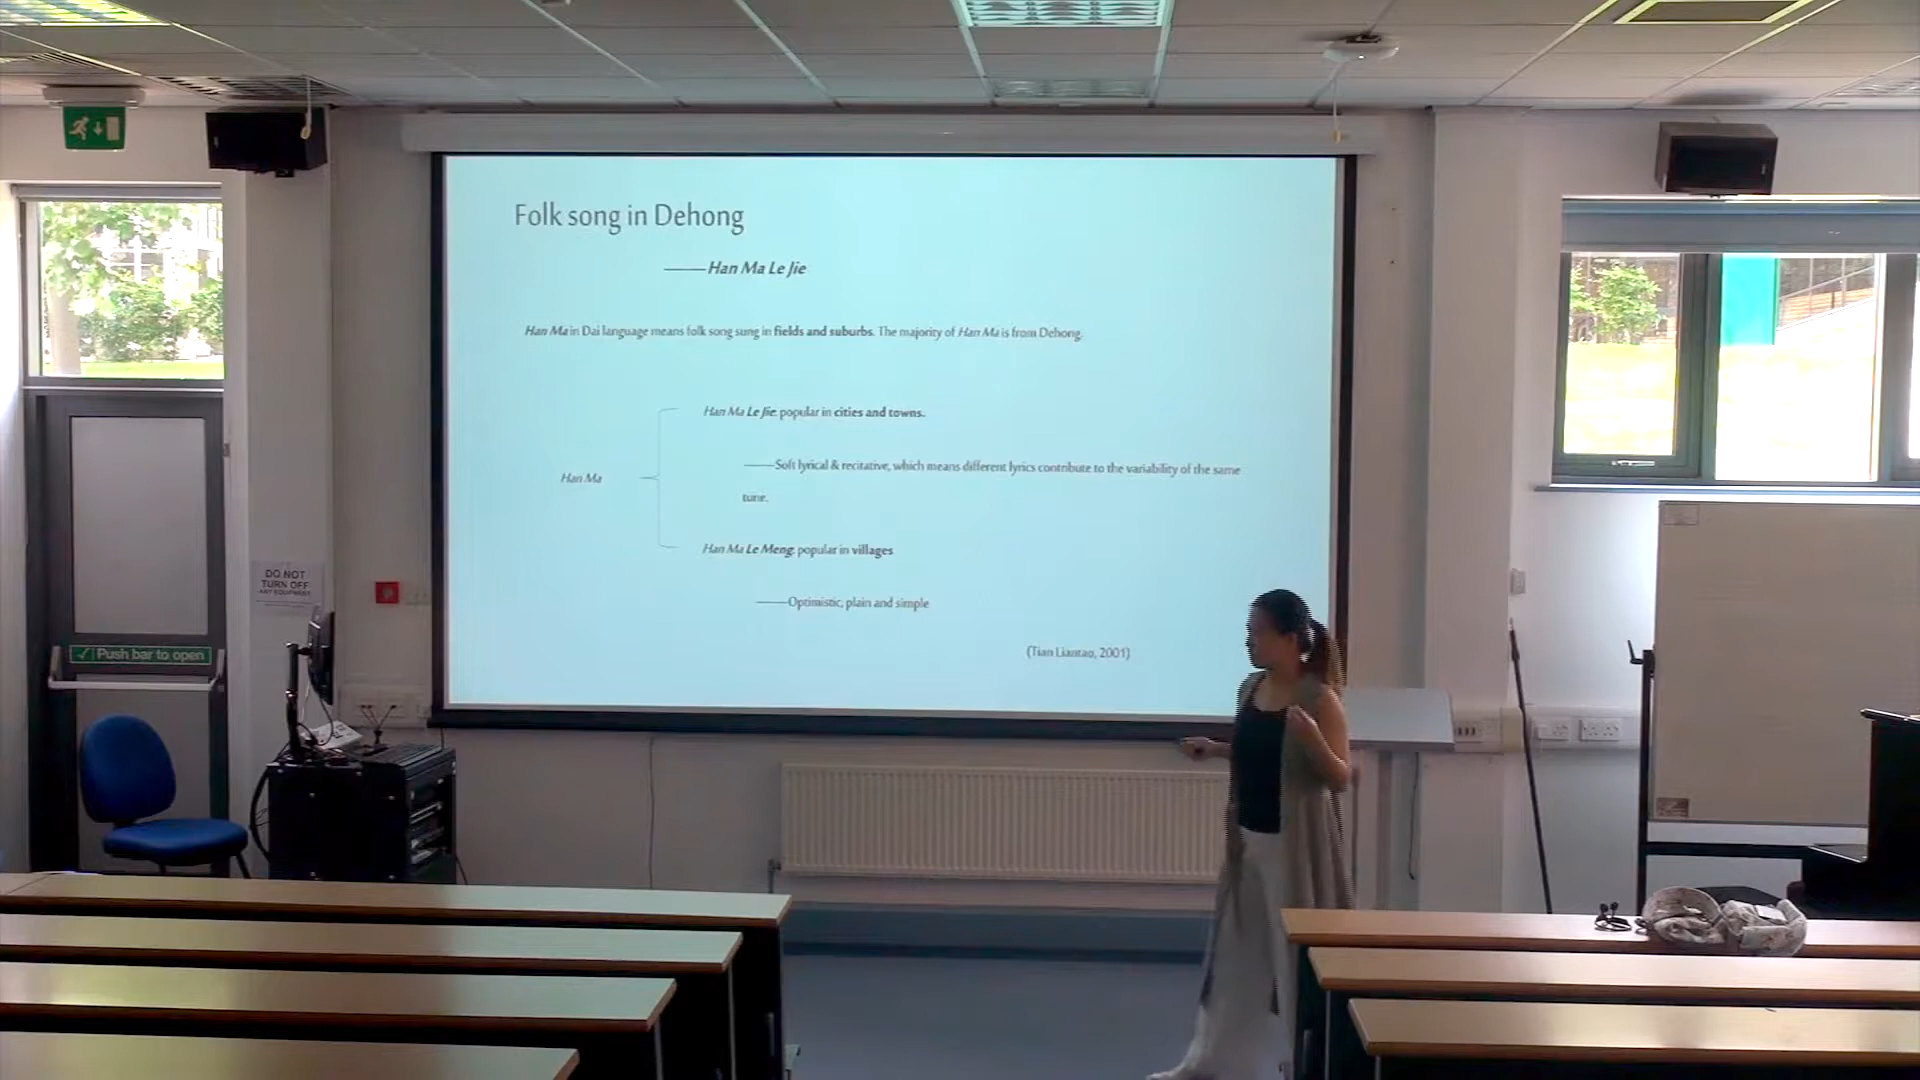 Folk song in Dehong
———Han Ma Le Jie
Han Ma in Dai language means folk song sung in fields and suburbs. The majority of Han Ma is from Dehong.
Han Ma Le Jie: popular in cities and towns.
———Soft lyrical & recitative, which means different lyrics contribute to the variability of the same
tune.
Han Ma
Han Ma Le Meng: popular in villages
———Optimistic, plain and simple
(Tian Liantao, 2001)
DO NOT
TURN OFF
ANY EQUIPMENT
Push bar to open